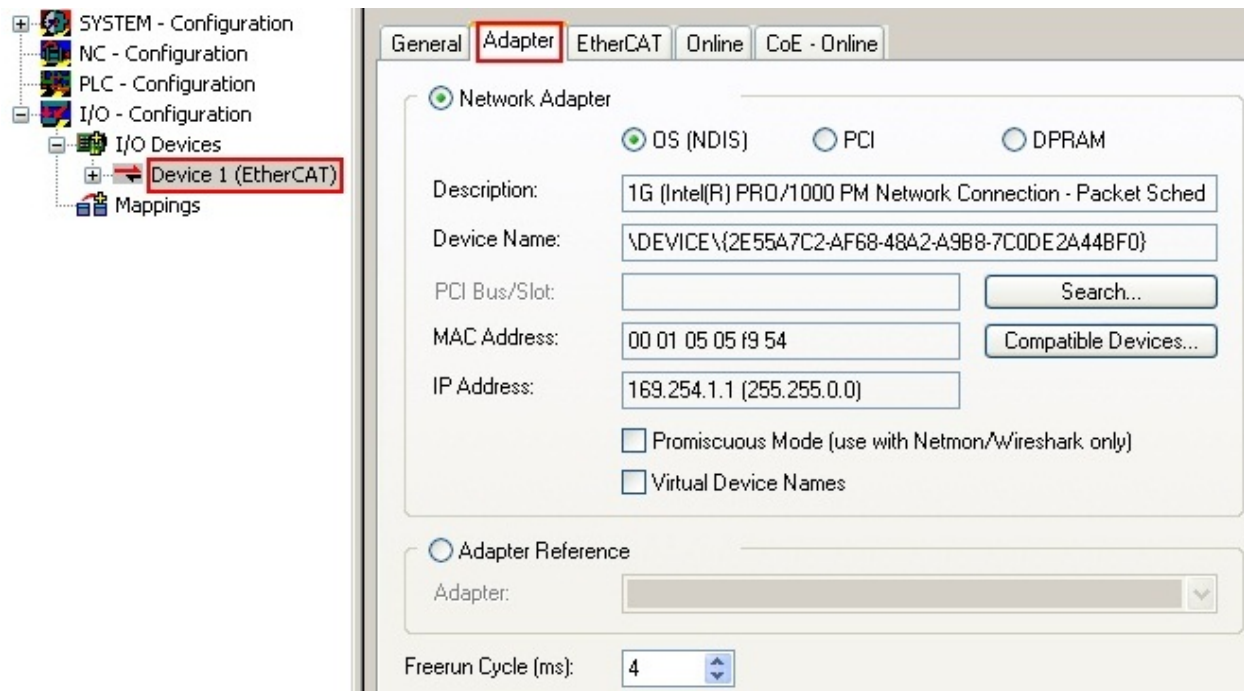 SYSTEM - Configuration
NC - Configuration
PLC - Configuration
I/O - Configuration
I/O Devices
Device 1 (EtherCAT)
Mappings
General Adapter EtherCAT Online CoE - Online
Network Adapter
OS (NDIS) PCI DPRAM
Description: 1G (Intel(R) PRO/1000 PM Network Connection - Packet Sched
Device Name: \DEVICE\{2E55A7C2-AF68-48A2-A9B8-7C0DE2A44BF0}
PCI Bus/Slot: Search...
MAC Address: 00 01 05 05 f9 54 Compatible Devices...
IP Address: 169.254.1.1 (255.255.0.0)
Promiscuous Mode (use with Netmon/Wireshark only)
Virtual Device Names
Adapter Reference
Adapter:
Freerun Cycle (ms): 4